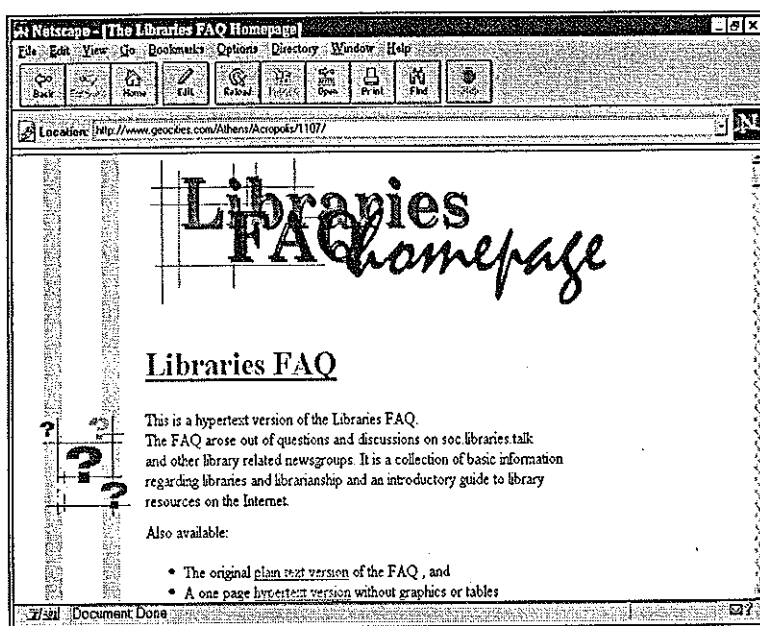 Netscape - [The Libraries FAQ Homepage]
File Edit View Go Bookmarks Options Directory Window Help
Back Home Edit Reload Open Print Find
Location: http://www.geocities.com/Athens/Acropolis/1107/
N
Libraries
FAQ homepage
Libraries FAQ
This is a hypertext version of the Libraries FAQ.
The FAQ arose out of questions and discussions on soc.libraries.talk
and other library related newsgroups. It is a collection of basic information
regarding libraries and librarianship and an introductory guide to library
resources on the Internet.
? ? ? ?
Also available:
• The original plain text version of the FAQ , and
• A one page hypertext version without graphics or tables
Document Done
?